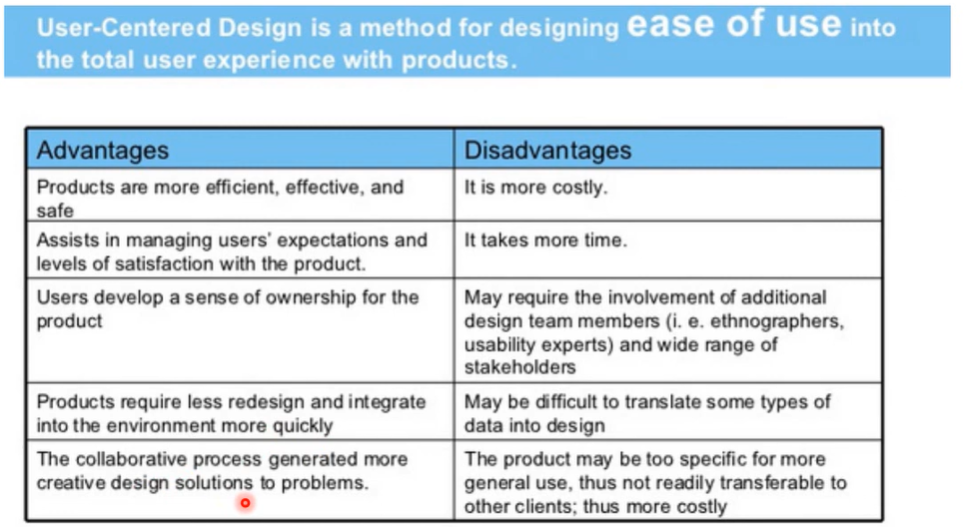 User-Centered Design is a method for designing ease of use into
the total user experience with products.
Advantages
Disadvantages
Products are more efficient, effective, and
safe
It is more costly.
Assists in managing users' expectations and
levels of satisfaction with the product.
It takes more time.
Users develop a sense of ownership for the
product
May require the involvement of additional
design team members (i. e. ethnographers,
usability experts) and wide range of
stakeholders
Products require less redesign and integrate
into the environment more quickly
May be difficult to translate some types of
data into design
The collaborative process generated more
creative design solutions to problems.
The product may be too specific for more
general use, thus not readily transferable to
other clients; thus more costly